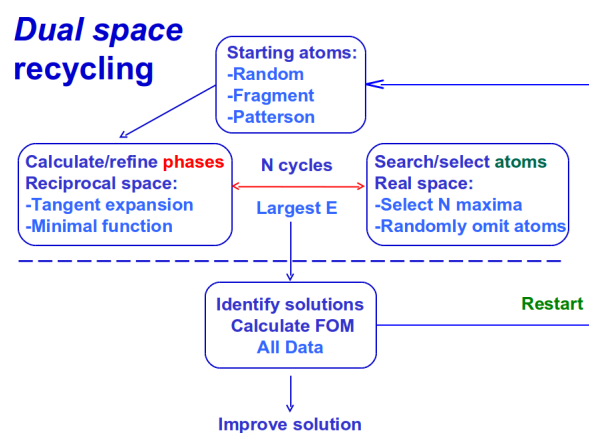 Dual space
recycling
Starting atoms:
-Random
-Fragment
-Patterson
Calculate/refine phases
Reciprocal space:
-Tangent expansion
-Minimal function
N cycles
Largest E
Search/select atoms
Real space:
-Select N maxima
-Randomly omit atoms
Identify solutions
Calculate FOM
All Data
Restart
Improve solution